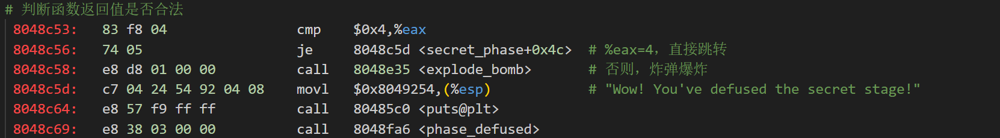 # 判断函数返回值是否合法
8048c53: 83 f8 04 cmp $0x4,%eax
8048c56: 74 05 je 8048c5d <secret_phase+0x4c> # %eax=4，直接跳转
8048c58: e8 d8 01 00 00 call 8048e35 <explode_bomb> # 否则，炸弹爆炸
8048c5d: c7 04 24 54 92 04 08 movl $0x8049254,(%esp) # "Wow! You've defused the secret stage!"
8048c64: e8 57 f9 ff ff call 80485c0 <puts@plt>
8048c69: e8 38 03 00 00 call 8048fa6 <phase_defused>